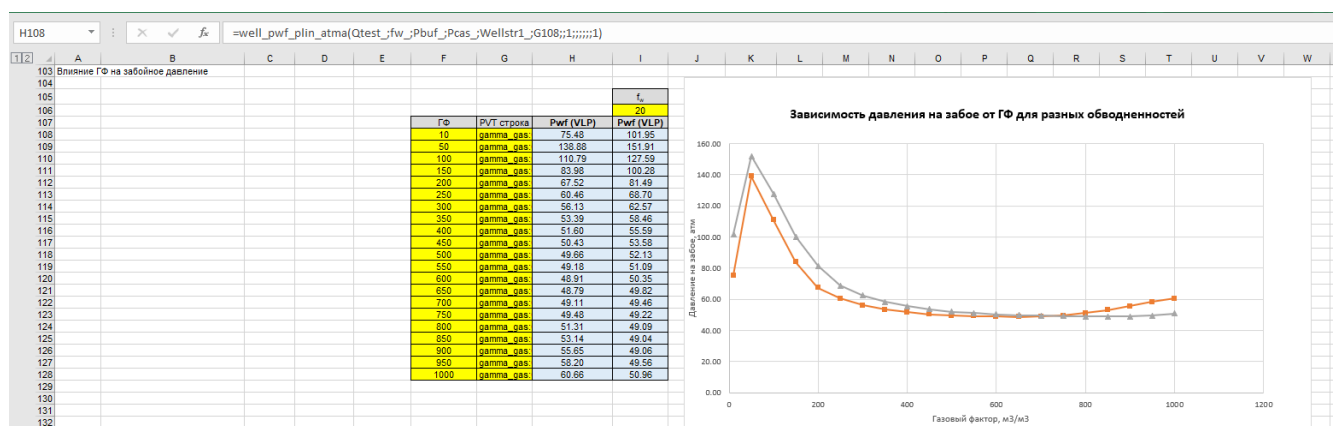 H108 fx =well_pwf_plin_atma(Qtest_;fw_;Pbuf_;Pcas_;Wellstr1_;G108;;1;;;;;;1)
1 2 A B C D E F G H I J K L M N O P Q R S T U V W
103 Влияние ГФ на забойное давление
104
105 fw
106 20
107 ГФ PVT строка Pwf (VLP) Pwf (VLP)
108 10 gamma_gas: 75.48 101.95
109 50 gamma_gas: 138.88 151.91
110 100 gamma_gas: 110.79 127.59
111 150 gamma_gas: 83.98 100.28
112 200 gamma_gas: 67.52 81.49
113 250 gamma_gas: 60.46 68.70
114 300 gamma_gas: 56.13 62.57
115 350 gamma_gas: 53.39 58.46
116 400 gamma_gas: 51.60 55.59
117 450 gamma_gas: 50.43 53.58
118 500 gamma_gas: 49.66 52.13
119 550 gamma_gas: 49.18 51.09
120 600 gamma_gas: 48.91 50.35
121 650 gamma_gas: 48.79 49.82
122 700 gamma_gas: 49.11 49.46
123 750 gamma_gas: 49.48 49.22
124 800 gamma_gas: 51.31 49.09
125 850 gamma_gas: 53.14 49.04
126 900 gamma_gas: 55.65 49.06
127 950 gamma_gas: 58.20 49.56
128 1000 gamma_gas: 60.66 50.96
129
130
131
132
Зависимость давления на забое от ГФ для разных обводненностей
Давление на забое, атм
160.00
140.00
120.00
100.00
80.00
60.00
40.00
20.00
0.00
0 200 400 600 800 1000 1200
Газовый фактор, м3/м3